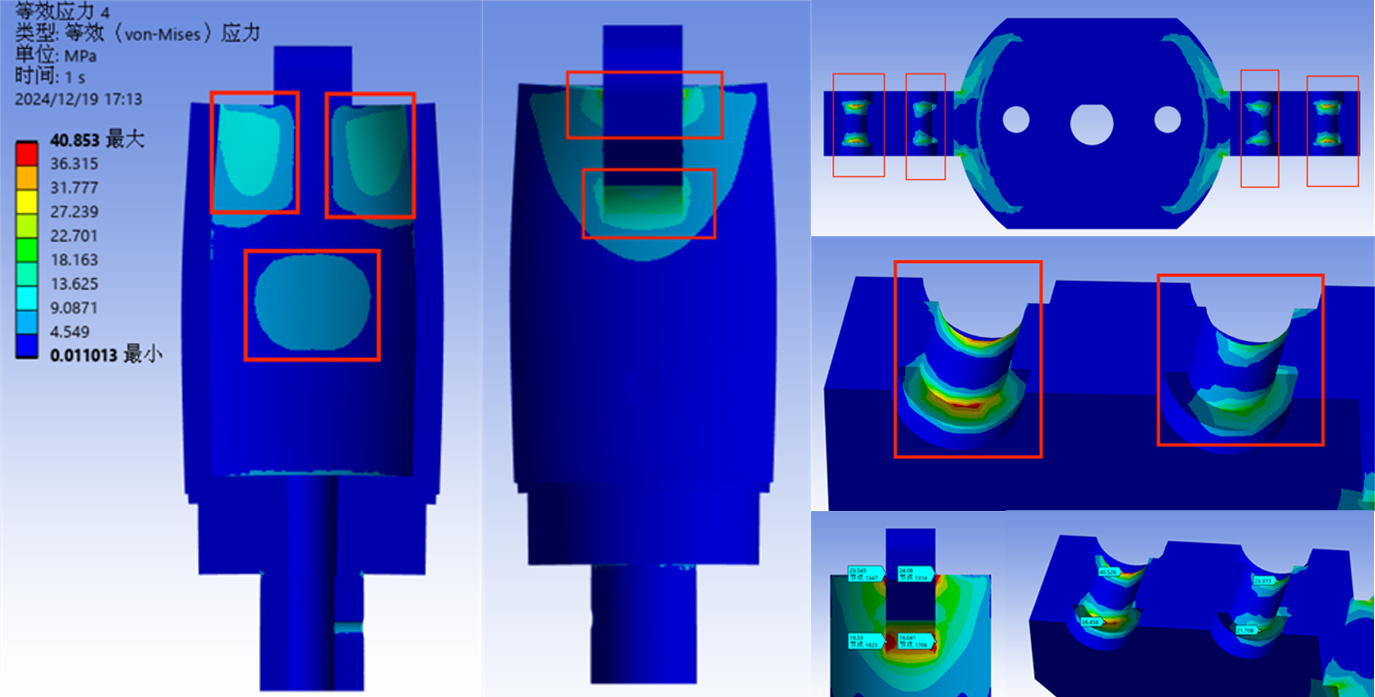 等效应力 4
类型: 等效（von-Mises）应力
单位: MPa
时间: 1 s
2024/12/19 17:13
40.853 最大
36.315
31.777
27.239
22.701
18.163
13.625
9.0871
4.549
0.011013 最小
25.545
节点 1347
24.09
节点 1314
18.53
节点 1823
18.641
节点 1706
40.526
23.373
38.458
21.708